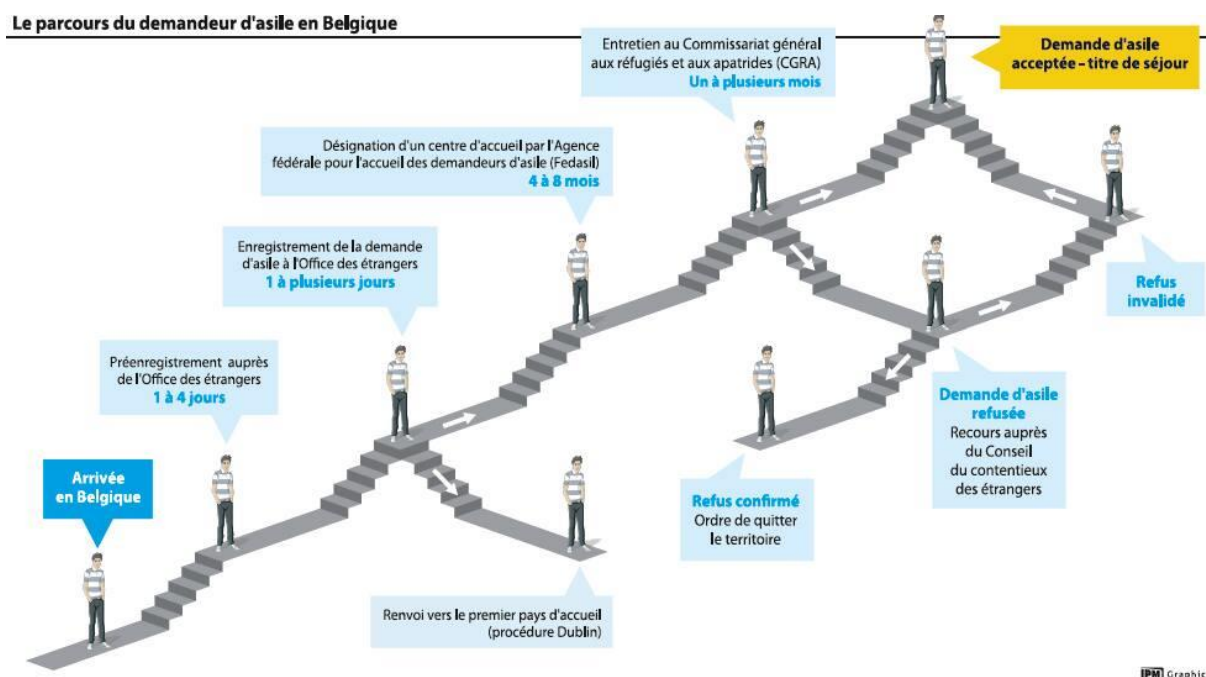 Le parcours du demandeur d'asile en Belgique
Entretien au Commissariat général
aux réfugiés et aux apatrides (CGRA)
Un à plusieurs mois
Demande d'asile
acceptée – titre de séjour
Désignation d'un centre d'accueil par l'Agence
fédérale pour l'accueil des demandeurs d'asile (Fedasil)
4 à 8 mois
Enregistrement de la demande
d'asile à l'Office des étrangers
1 à plusieurs jours
Refus
invalidé
Préenregistrement auprès
de l'Office des étrangers
1 à 4 jours
Demande d'asile
refusée
Recours auprès
du Conseil
du contentieux
des étrangers
Arrivée
en Belgique
Refus confirmé
Ordre de quitter
le territoire
Renvoi vers le premier pays d'accueil
(procédure Dublin)
IPM Graphics